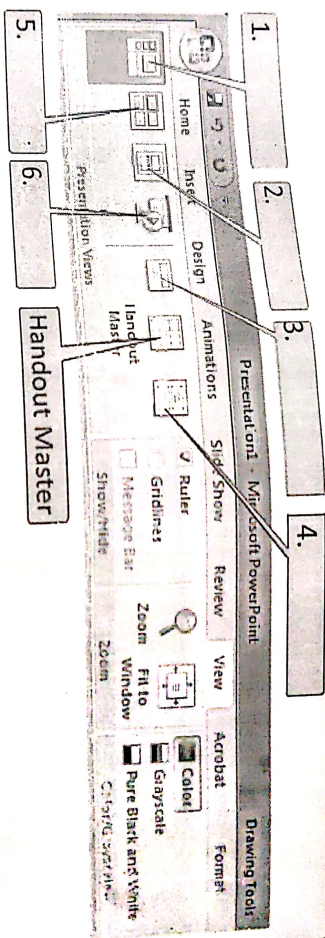 1.
2.
3.
4.
Presentation1 - Microsoft PowerPoint
Drawing Tools
Home
Insert
Design
Animations
Slide Show
Review
View
Acrobat
Format
Handout
Master
Ruler
Gridlines
Message Bar
Zoom
Fit to
Window
Color
Grayscale
Pure Black and White
Presentation Views
Show/Hide
Zoom
5.
6.
Handout Master